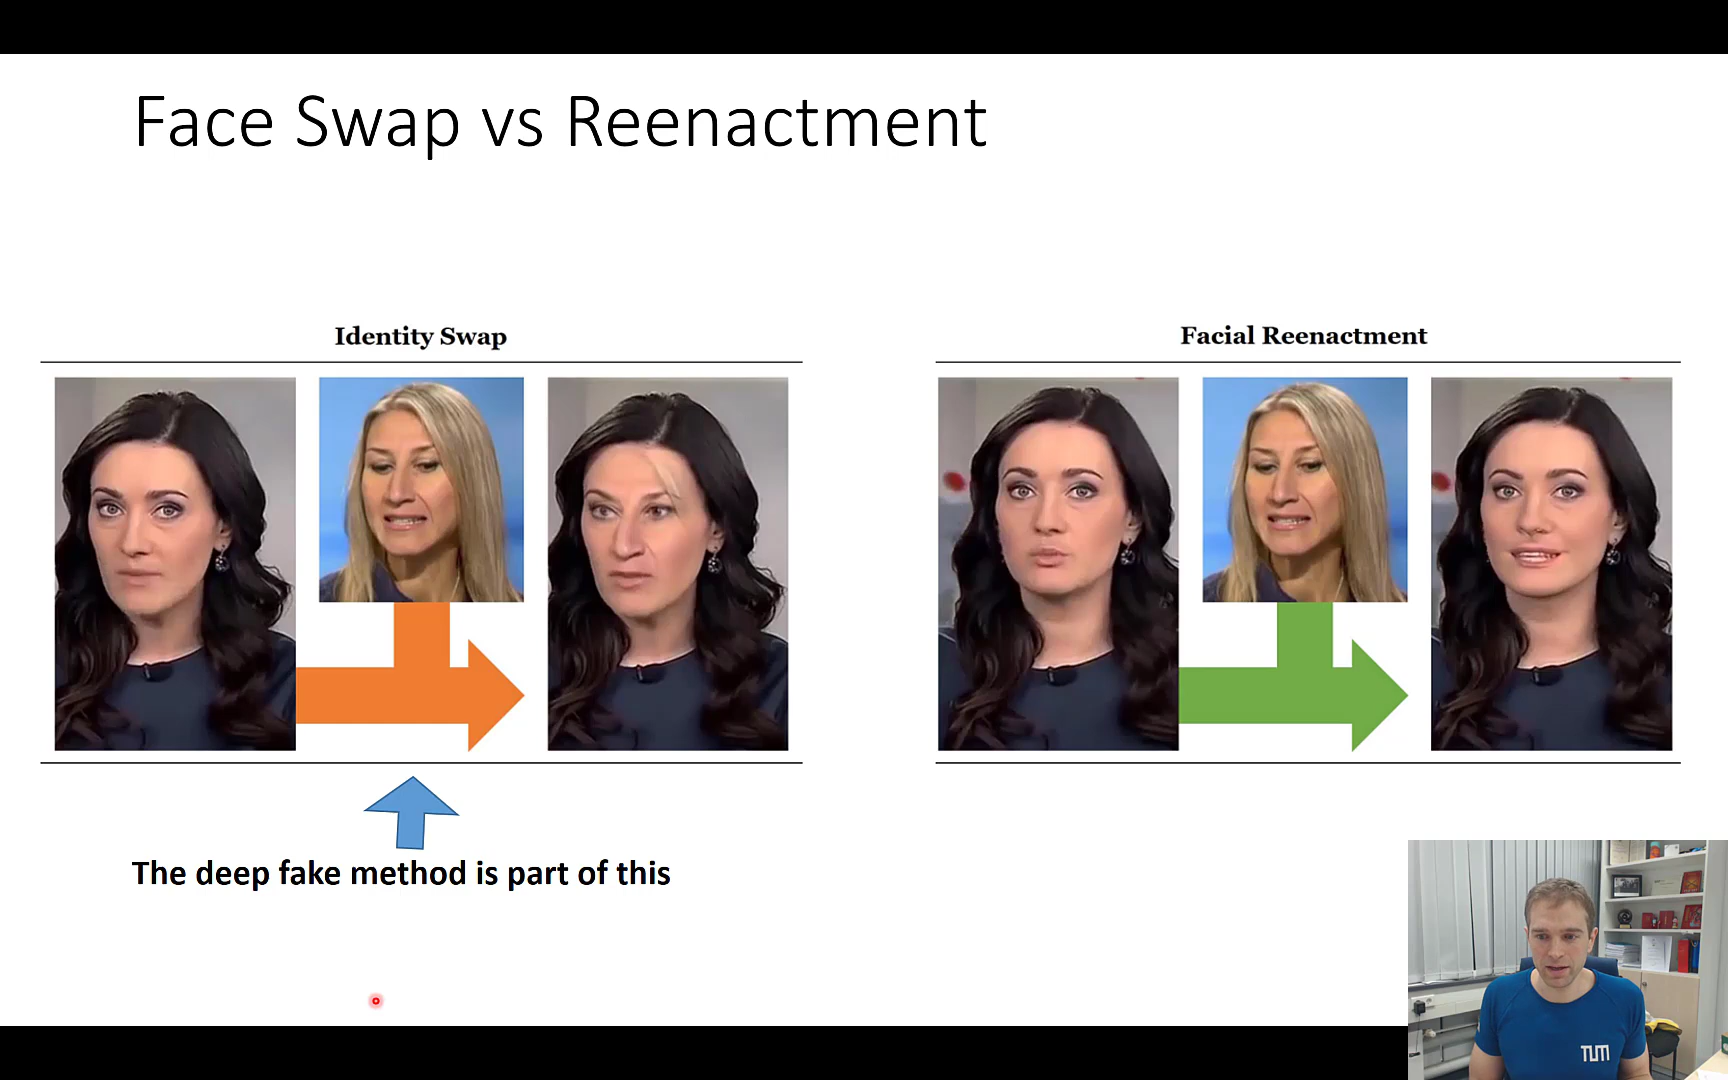 Face Swap vs Reenactment
Identity Swap
Facial Reenactment
The deep fake method is part of this
TUM